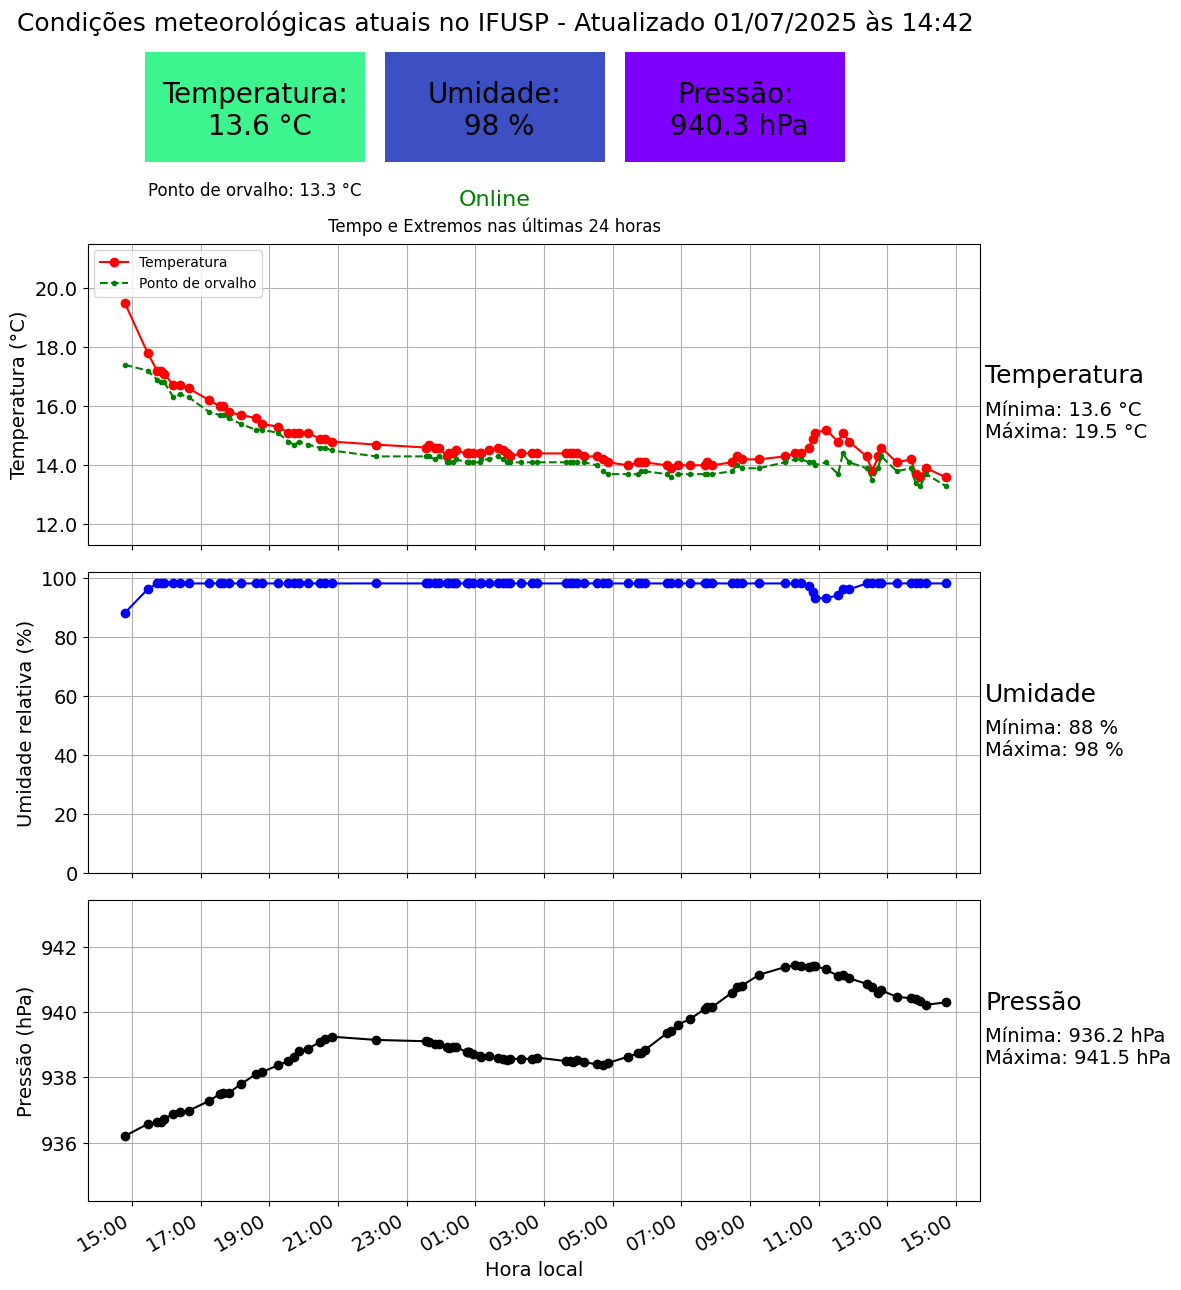 Condições meteorológicas atuais no IFUSP - Atualizado 01/07/2025 às 14:42
Temperatura:
13.6 °C
Umidade:
98 %
Pressão:
940.3 hPa
Ponto de orvalho: 13.3 °C
Online
Tempo e Extremos nas últimas 24 horas
Temperatura
Ponto de orvalho
Temperatura (°C)
20.0
18.0
16.0
14.0
12.0
Temperatura
Mínima: 13.6 °C
Máxima: 19.5 °C
Umidade relativa (%)
100
80
60
40
20
0
Umidade
Mínima: 88 %
Máxima: 98 %
Pressão (hPa)
942
940
938
936
Pressão
Mínima: 936.2 hPa
Máxima: 941.5 hPa
15:00
17:00
19:00
21:00
23:00
01:00
03:00
05:00
07:00
09:00
11:00
13:00
15:00
Hora local